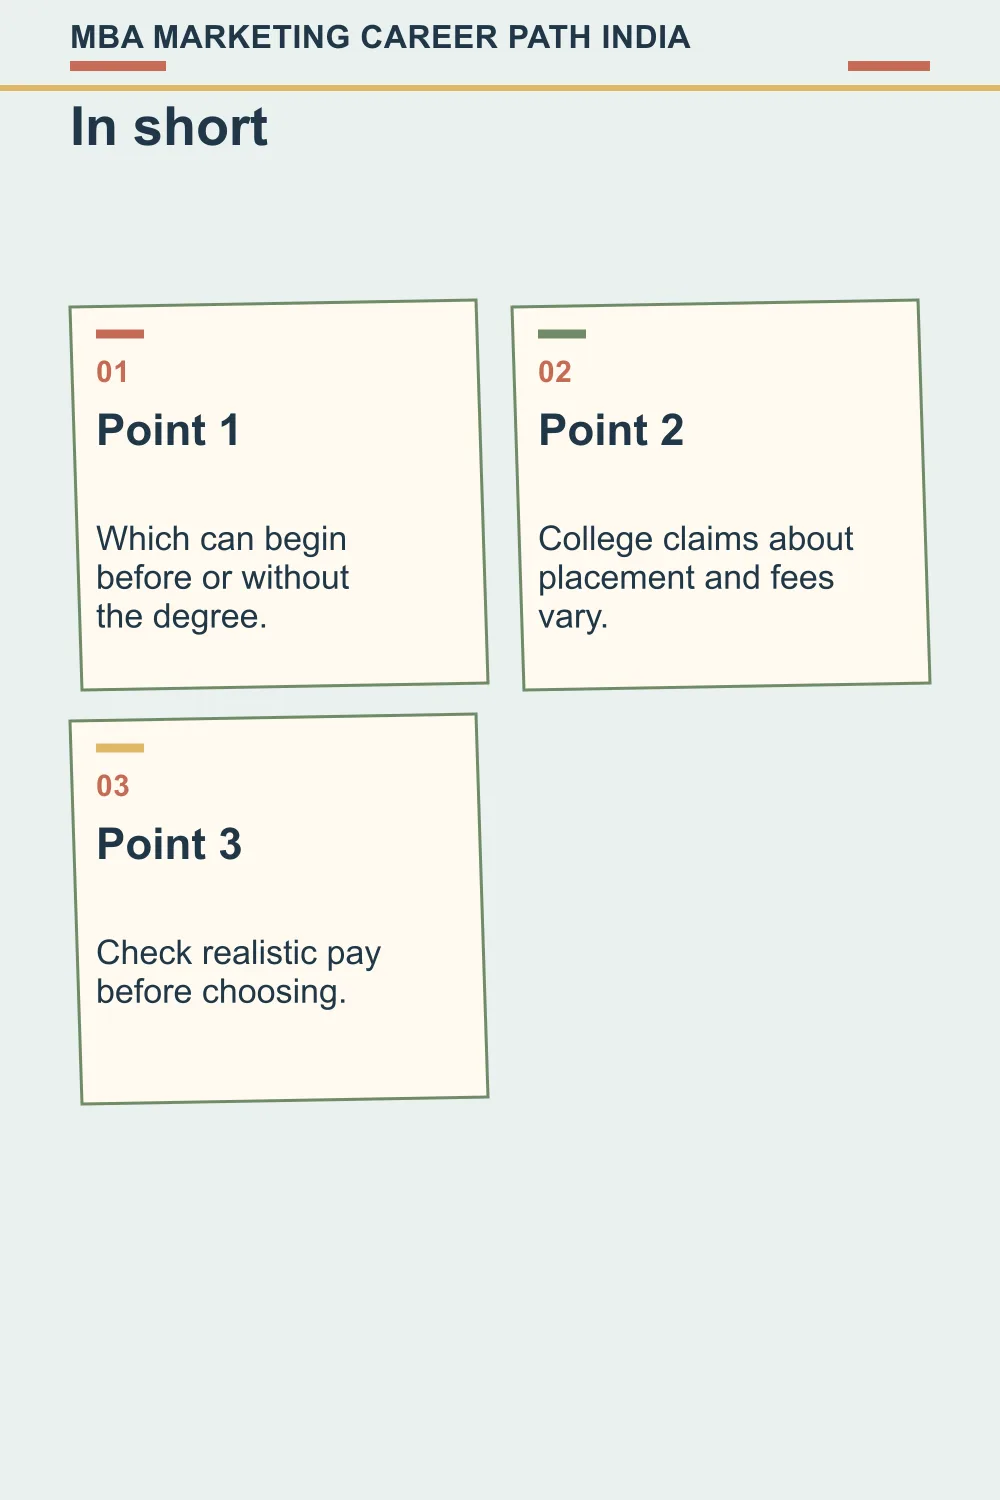 MBA MARKETING CAREER PATH INDIA
In short
01
Point 1
Which can begin
before or without
the degree.
02
Point 2
College claims about
placement and fees
vary.
03
Point 3
Check realistic pay
before choosing.